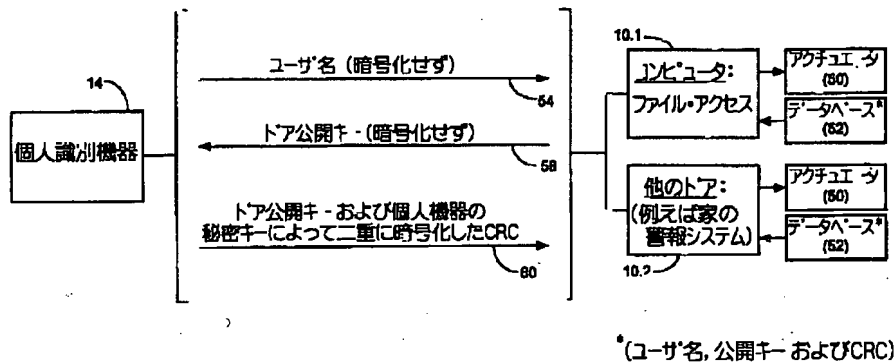 14
個人識別機器
ユーザ名 (暗号化せず)
54
ドア公開キー (暗号化せず)
58
ドア公開キーおよび個人機器の
秘密キーによって二重に暗号化したCRC
60
10.1
コンピュータ:
ファイル・アクセス
アクチュエータ
(50)
データベース*
(52)
他のドア:
(例えば家の
警報システム)
10.2
アクチュエータ
(50)
データベース*
(52)
*(ユーザ名, 公開キーおよびCRC)